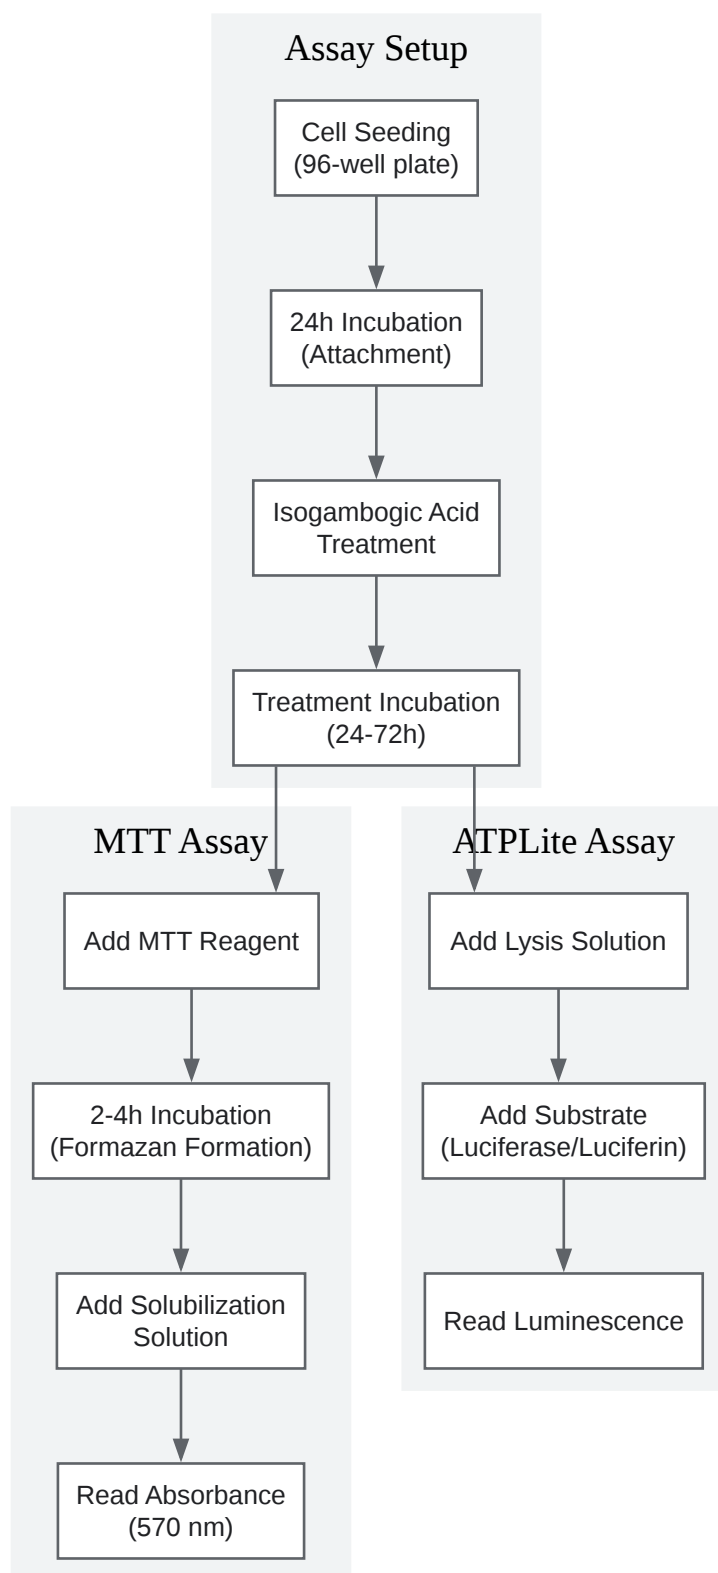 Assay Setup
Cell Seeding
(96-well plate)
24h Incubation
(Attachment)
Isogambogic Acid
Treatment
Treatment Incubation
(24-72h)
MTT Assay
Add MTT Reagent
2-4h Incubation
(Formazan Formation)
Add Solubilization
Solution
Read Absorbance
(570 nm)
ATPLite Assay
Add Lysis Solution
Add Substrate
(Luciferase/Luciferin)
Read Luminescence